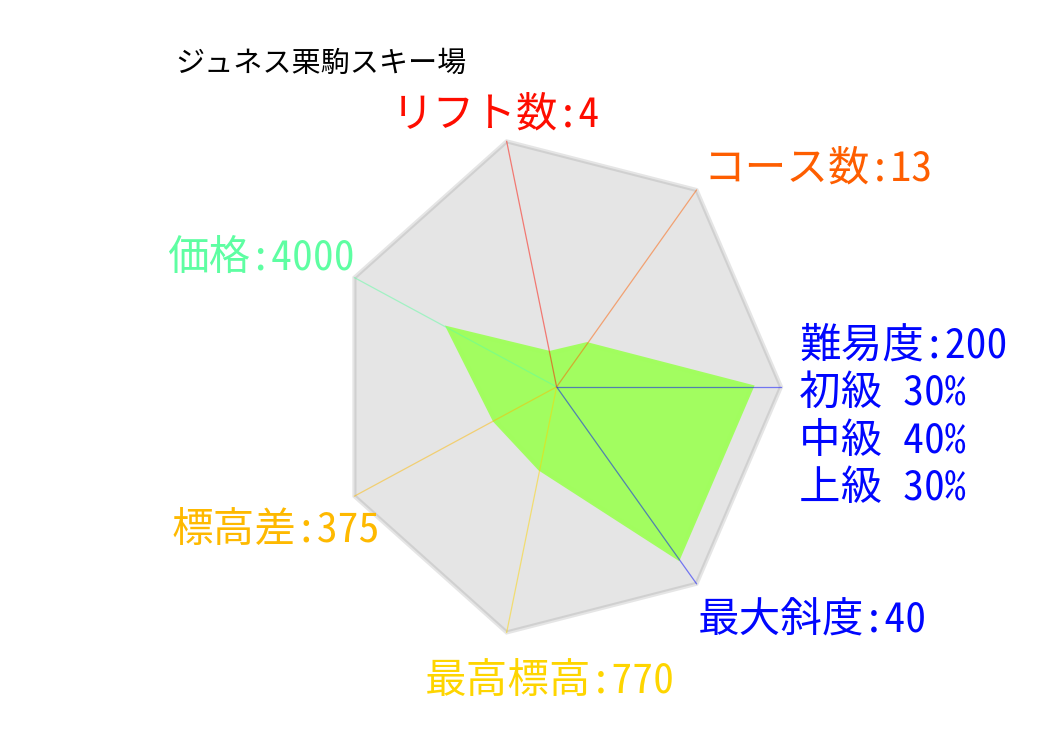 ジュネス栗駒スキー場
リフト数:4
コース数:13
価格:4000
難易度:200
初級 30%
中級 40%
上級 30%
標高差:375
最大斜度:40
最高標高:770